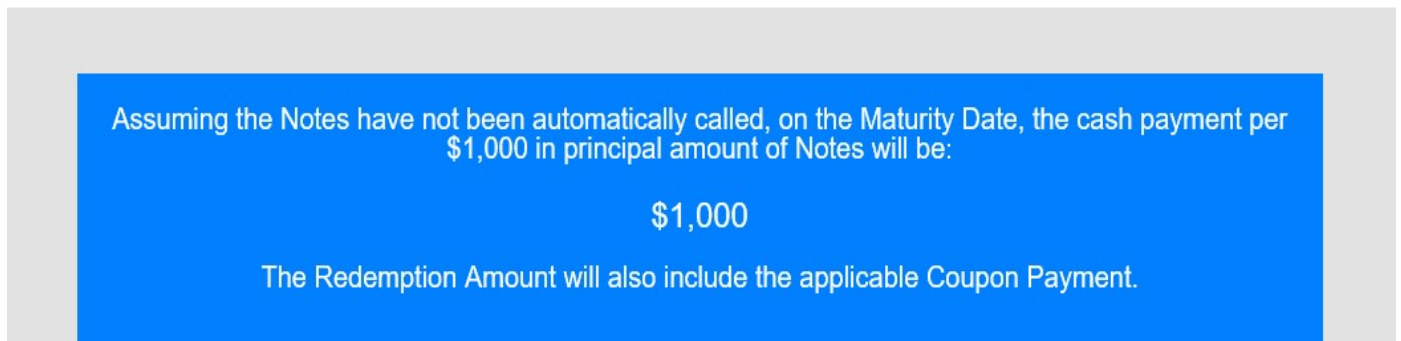 Assuming the Notes have not been automatically called, on the Maturity Date, the cash payment per
$1,000 in principal amount of Notes will be:
$1,000
The Redemption Amount will also include the applicable Coupon Payment.